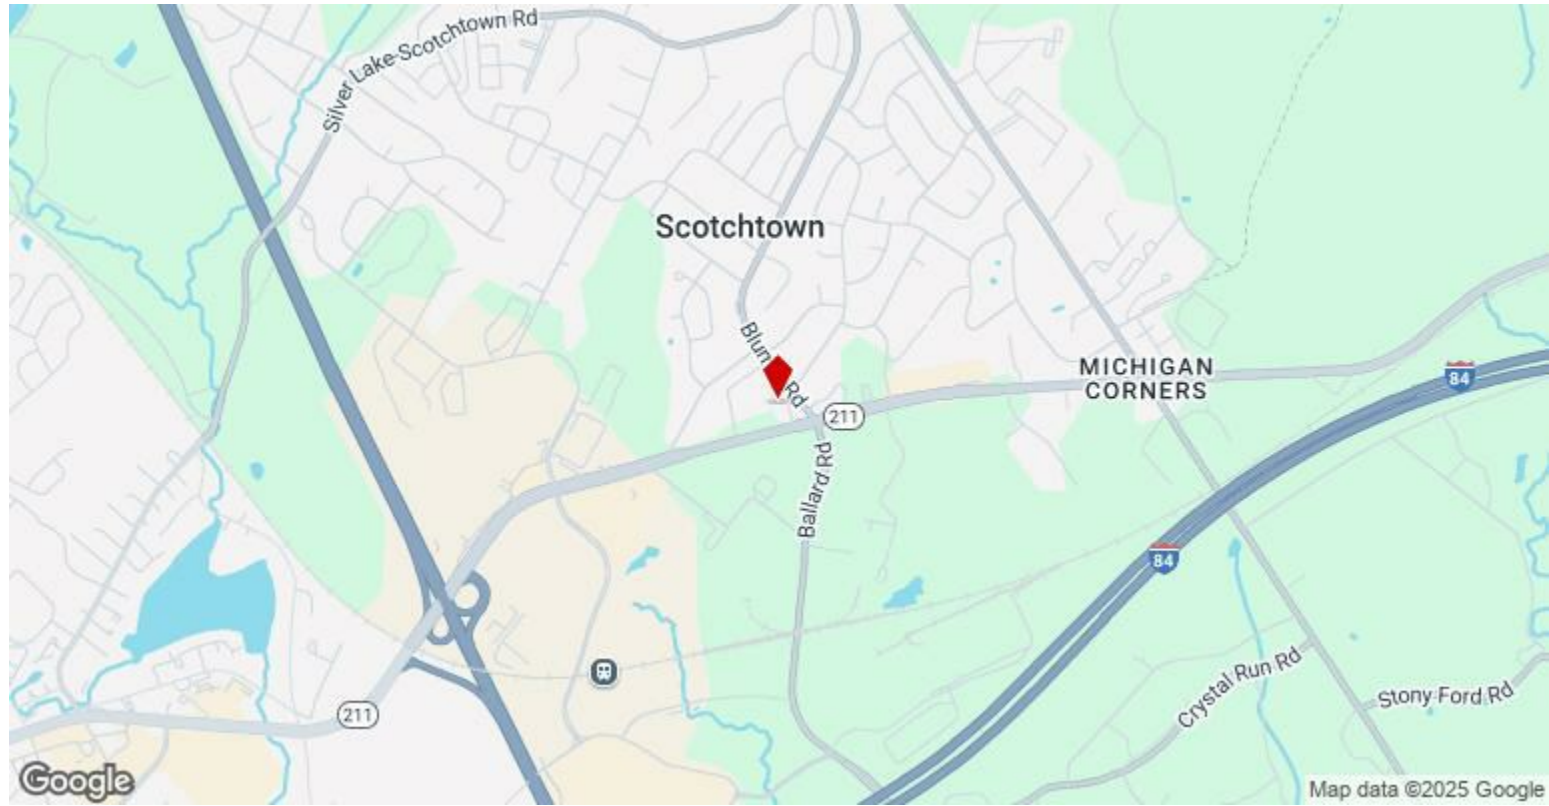 Silver Lake-Scotchtown Rd
Scotchtown
Rd
MICHIGAN
CORNERS
84
211
Ballard Rd
84
Crystal Run Rd
Stony Ford Rd
211
Google
Map data ©2025 Google